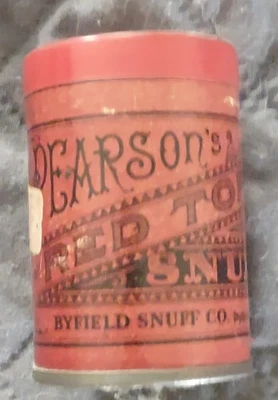 PEARSON's
RED TO
SNU
BYFIELD SNUFF CO.